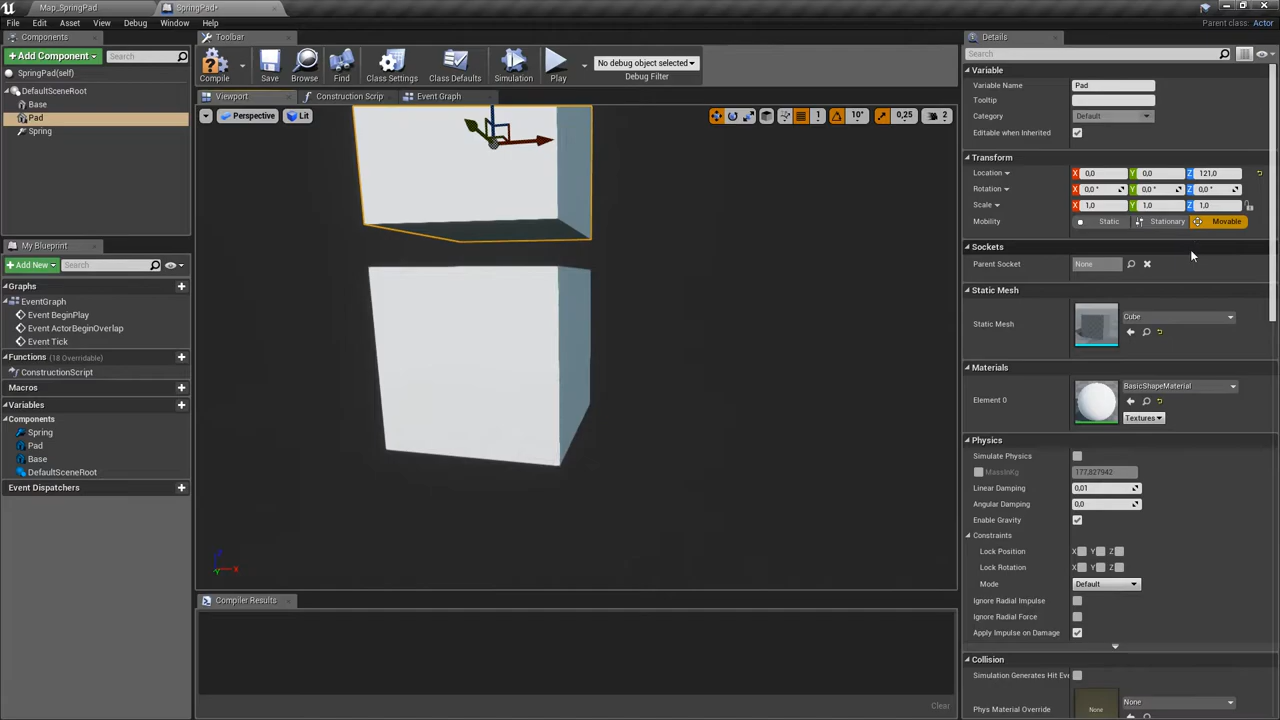 Map_SpringPad
SpringPad*
File Edit Asset View Debug Window Help
Parent class: Actor
Components
Add Component
Search
SpringPad(self)
DefaultSceneRoot
Base
Pad
Spring
My Blueprint
Add New
Search
Graphs
EventGraph
Event BeginPlay
Event ActorBeginOverlap
Event Tick
Functions (18 Overridable)
ConstructionScript
Macros
Variables
Components
Spring
Pad
Base
DefaultSceneRoot
Event Dispatchers
Toolbar
Compile
Save
Browse
Find
Class Settings
Class Defaults
Simulation
Play
No debug object selected
Debug Filter
Viewport
Construction Scrip
Event Graph
Perspective
Lit
1
10°
0,25
2
Compiler Results
Clear
Details
Search
Variable
Variable Name Pad
Tooltip
Category Default
Editable when Inherited
Transform
Location X 0,0 Y 0,0 Z 121,0
Rotation X 0,0 ° Y 0,0 ° Z 0,0 °
Scale X 1,0 Y 1,0 Z 1,0
Mobility Static Stationary Movable
Sockets
Parent Socket None
Static Mesh
Static Mesh Cube
Materials
Element 0 BasicShapeMaterial
Textures
Physics
Simulate Physics
MassInKg 177,827942
Linear Damping 0,01
Angular Damping 0,0
Enable Gravity
Constraints
Lock Position X Y Z
Lock Rotation X Y Z
Mode Default
Ignore Radial Impulse
Ignore Radial Force
Apply Impulse on Damage
Collision
Simulation Generates Hit Eve
Phys Material Override None
None